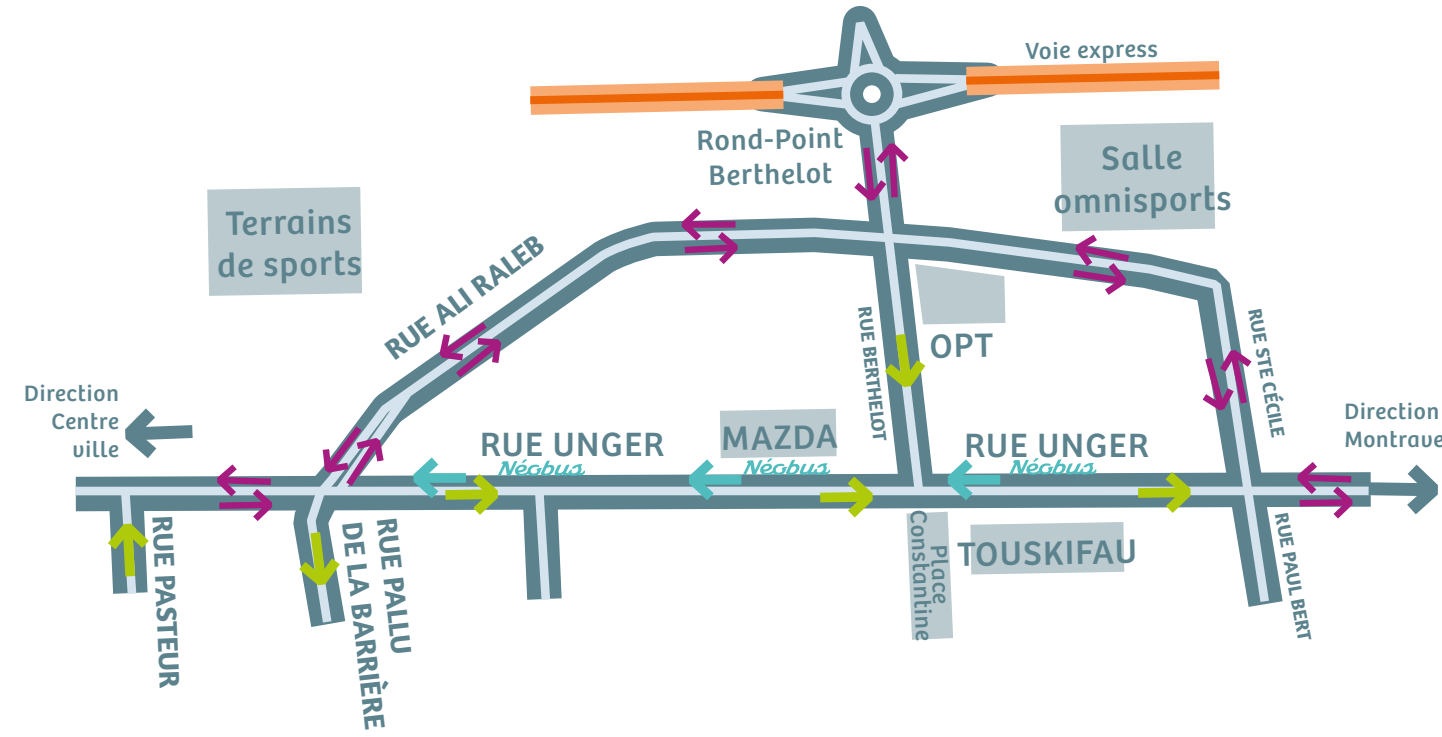 Voie express
Rond-Point
Berthelot
Salle
omnisports
Terrains
de sports
RUE ALI RALEB
RUE BERTHELOT
OPT
RUE STE CÉCILE
Direction
Centre
ville
Direction
Montrave
RUE UNGER
Néobus
MAZDA
Néobus
RUE UNGER
Néobus
RUE PASTEUR
RUE PALLU
DE LA BARRIÈRE
Place
Constantine
TOUSKIFAU
RUE PAUL BERT